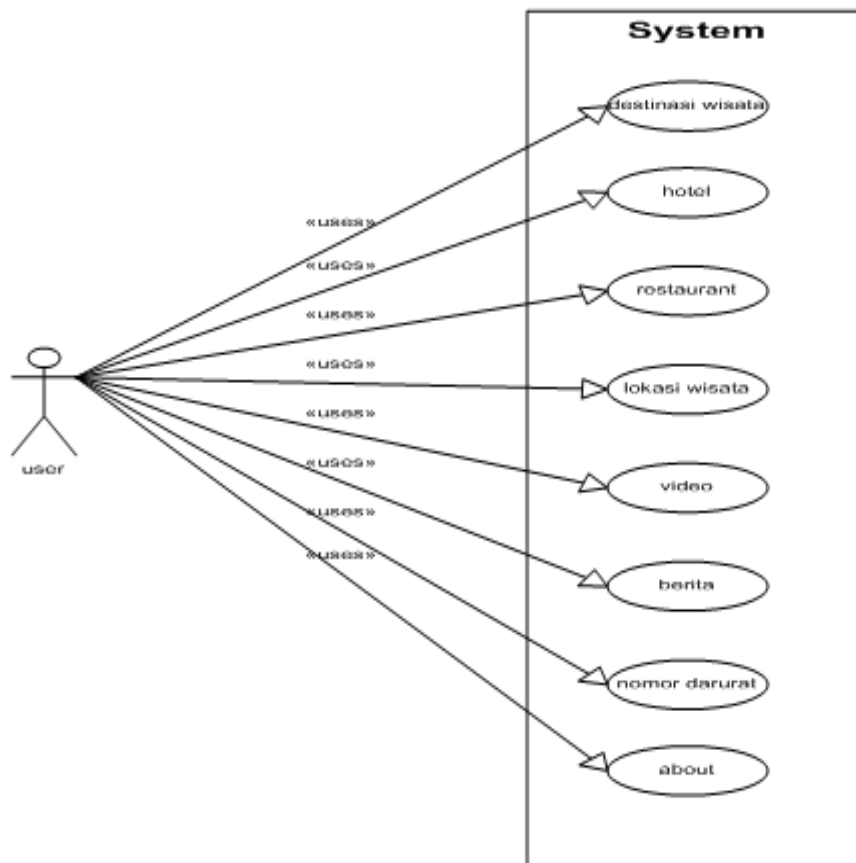 System
destinasi wisata
«uses»
hotel
«uses»
restaurant
«uses»
lokasi wisata
«uses»
user
video
«uses»
berita
«uses»
nomor darurat
«uses»
about
«uses»